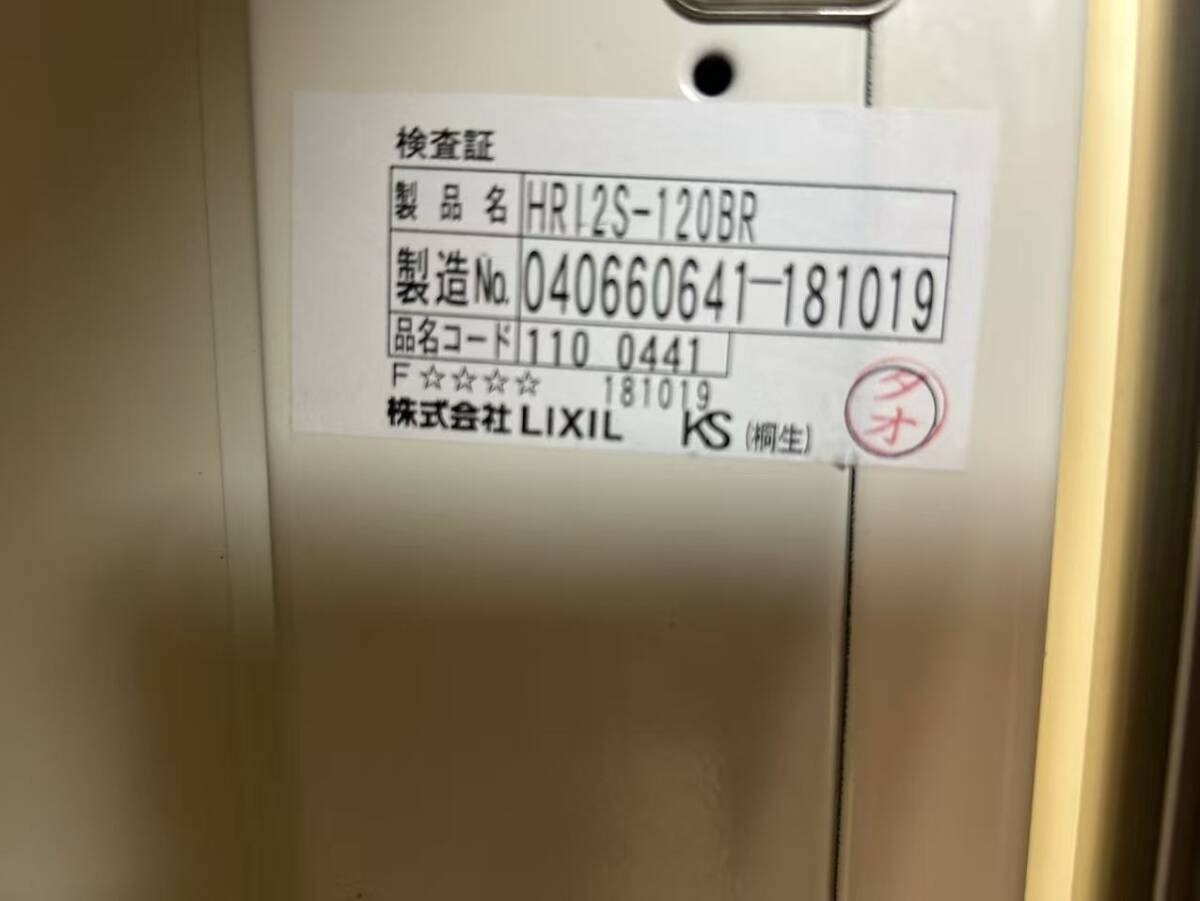 検査証
製品名 HRI2S-120BR
製造No. 040660641-181019
品名コード 110 0441
F☆☆☆☆ 181019
株式会社LIXIL KS (桐生)
タオ